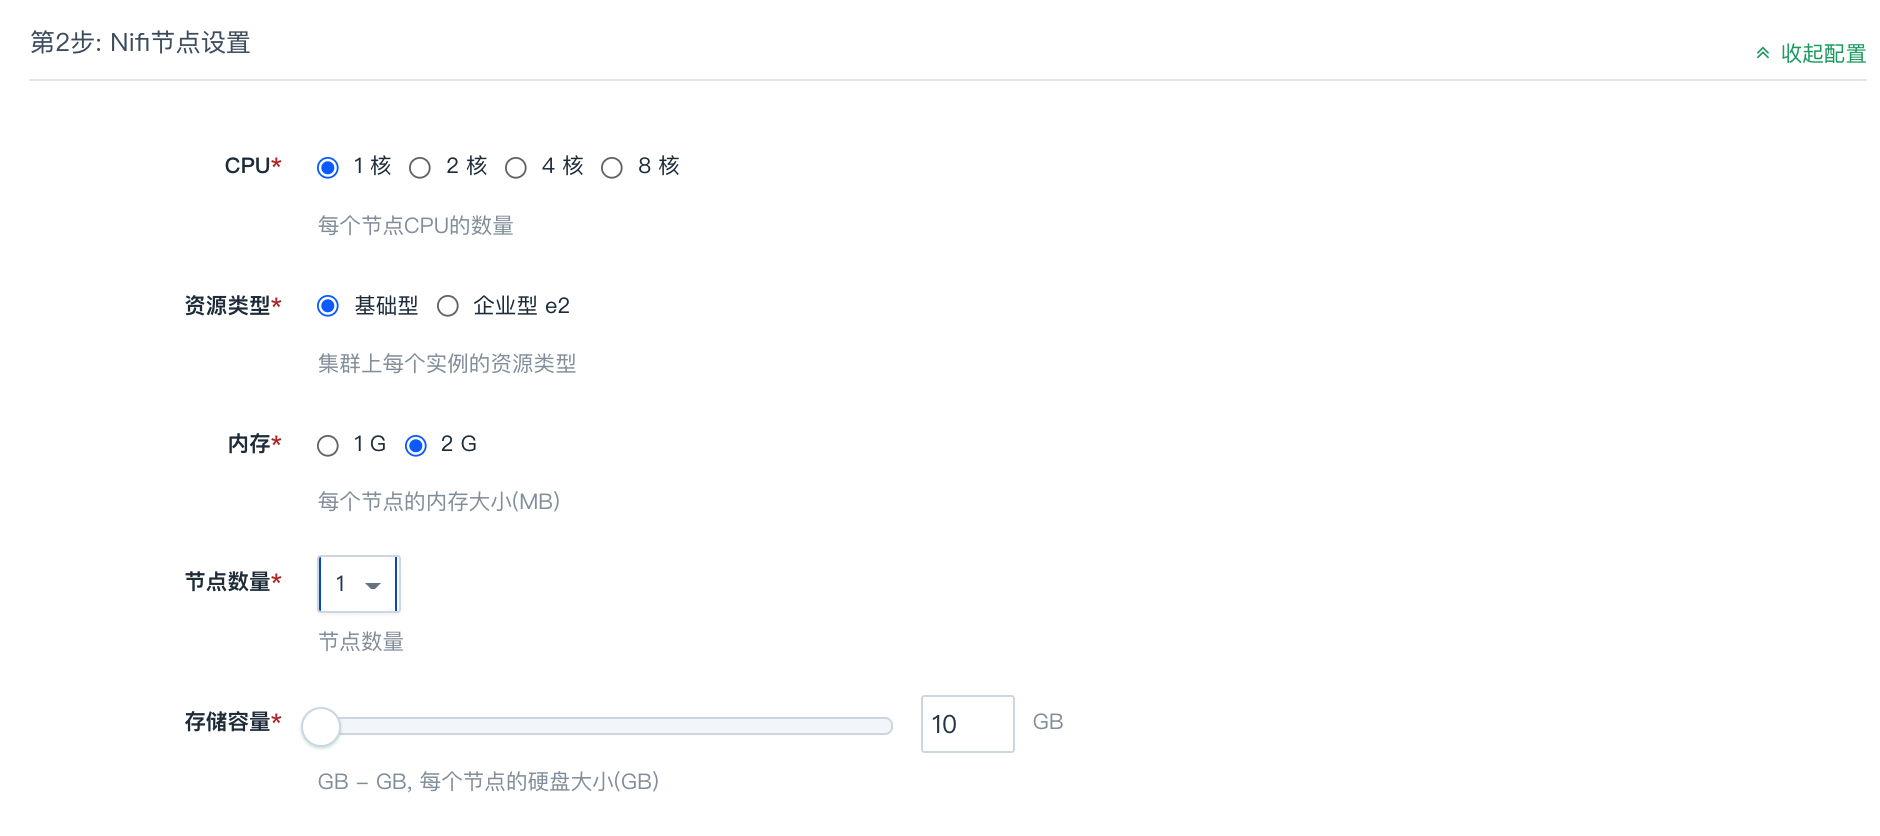 第2步: Nifi节点设置
收起配置
CPU* 1 核 2 核 4 核 8 核
每个节点CPU的数量
资源类型* 基础型 企业型 e2
集群上每个实例的资源类型
内存* 1 G 2 G
每个节点的内存大小(MB)
节点数量* 1
节点数量
存储容量* 10 GB
GB – GB, 每个节点的硬盘大小(GB)